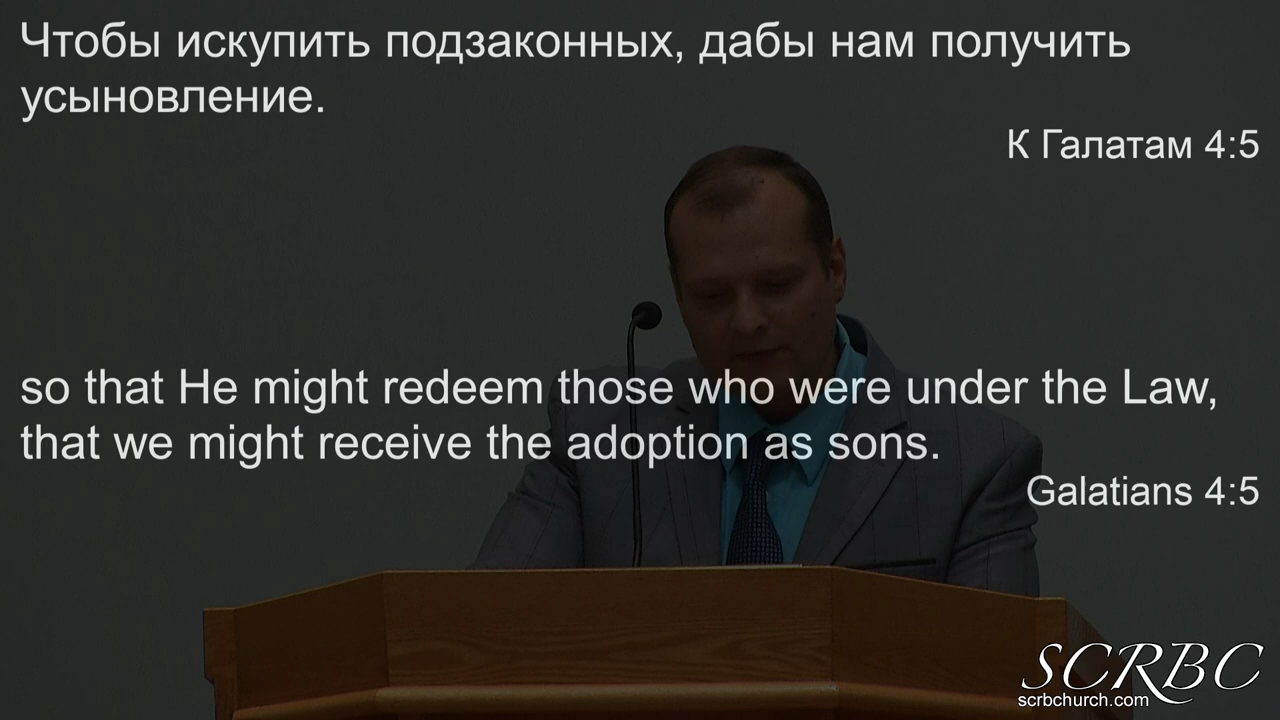 Чтобы искупить подзаконных, дабы нам получить
усыновление.
К Галатам 4:5
so that He might redeem those who were under the Law,
that we might receive the adoption as sons.
Galatians 4:5
SCRBC
scrbchurch.com